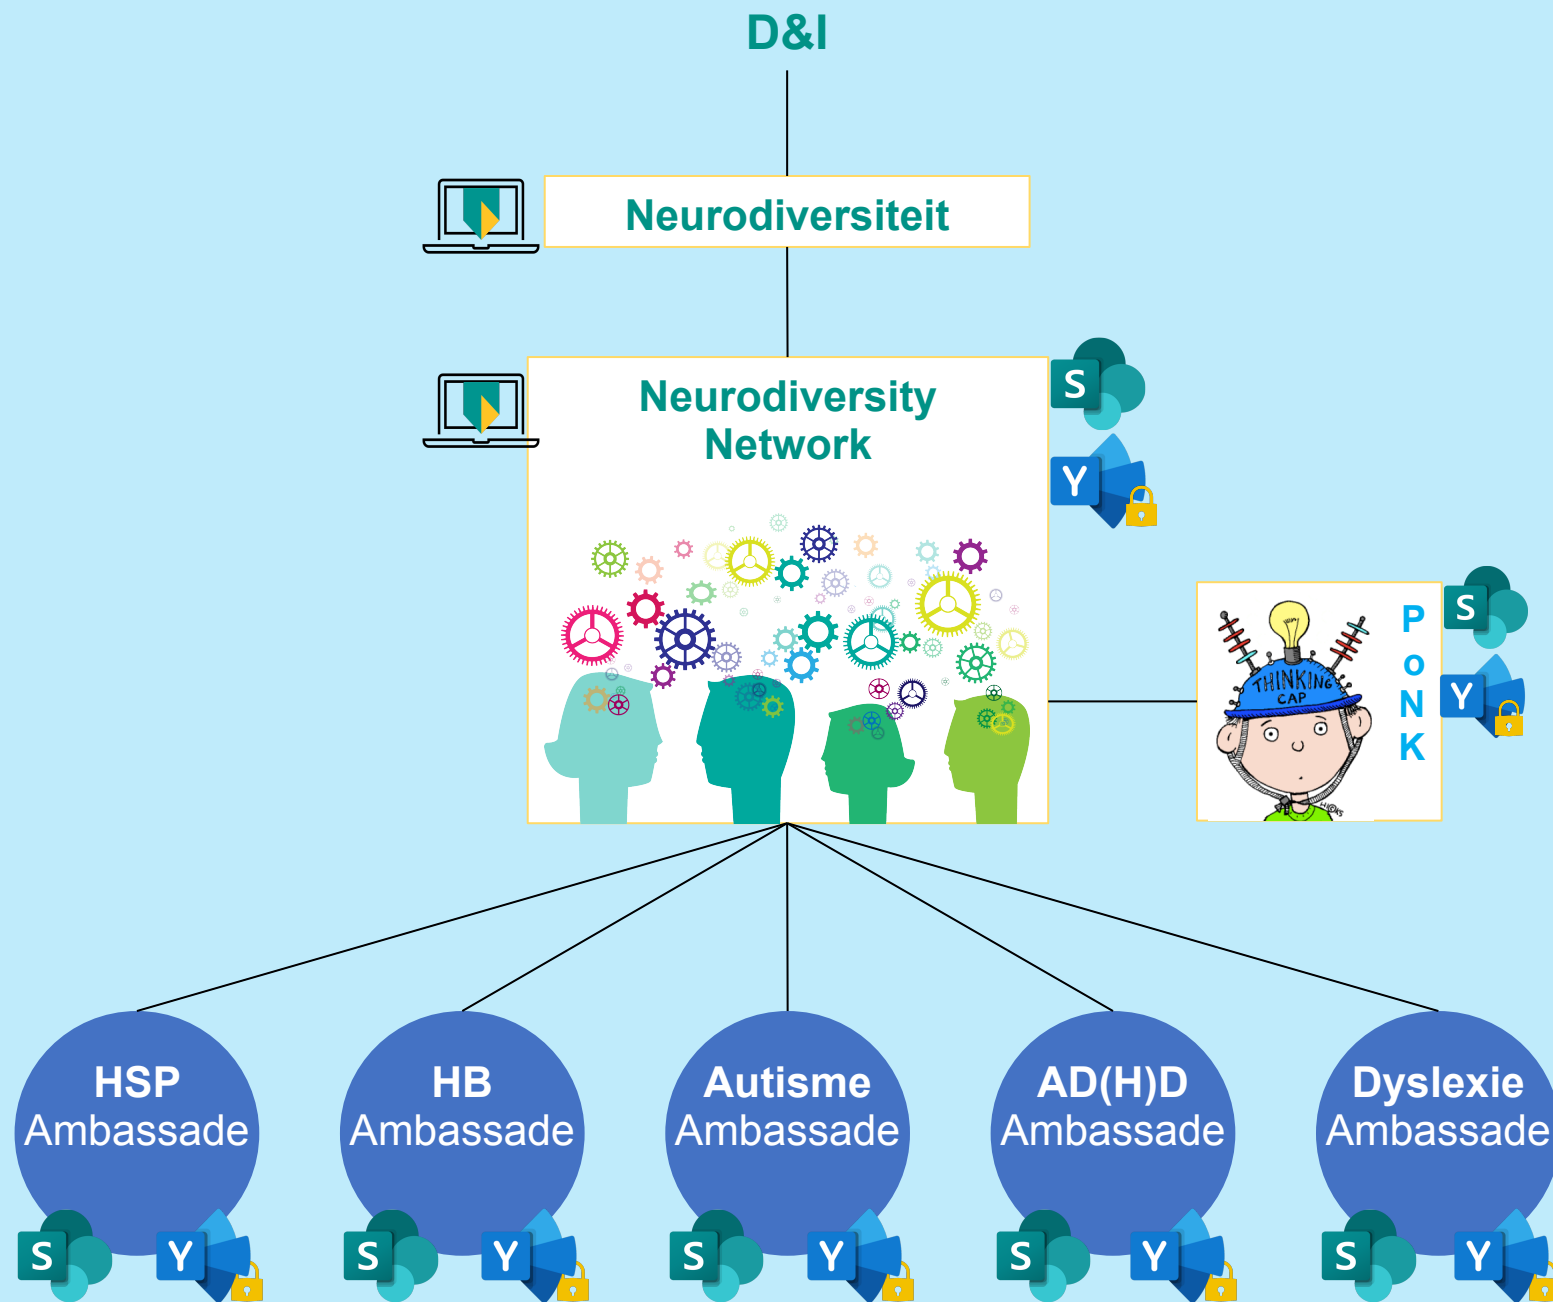 D&I
Neurodiversiteit
Neurodiversity
Network
S
Y
THINKING
CAP
P
o
N
K
S
Y
HSP
Ambassade
HB
Ambassade
Autisme
Ambassade
AD(H)D
Ambassade
Dyslexie
Ambassade
S
Y
S
Y
S
Y
S
Y
S
Y